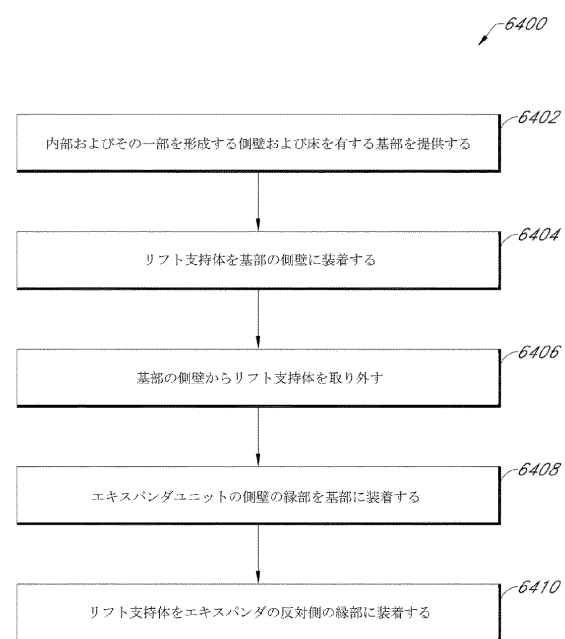 6400
6402
内部およびその一部を形成する側壁および床を有する基部を提供する
6404
リフト支持体を基部の側壁に装着する
6406
基部の側壁からリフト支持体を取り外す
6408
エキスパンダユニットの側壁の縁部を基部に装着する
6410
リフト支持体をエキスパンダの反対側の縁部に装着する